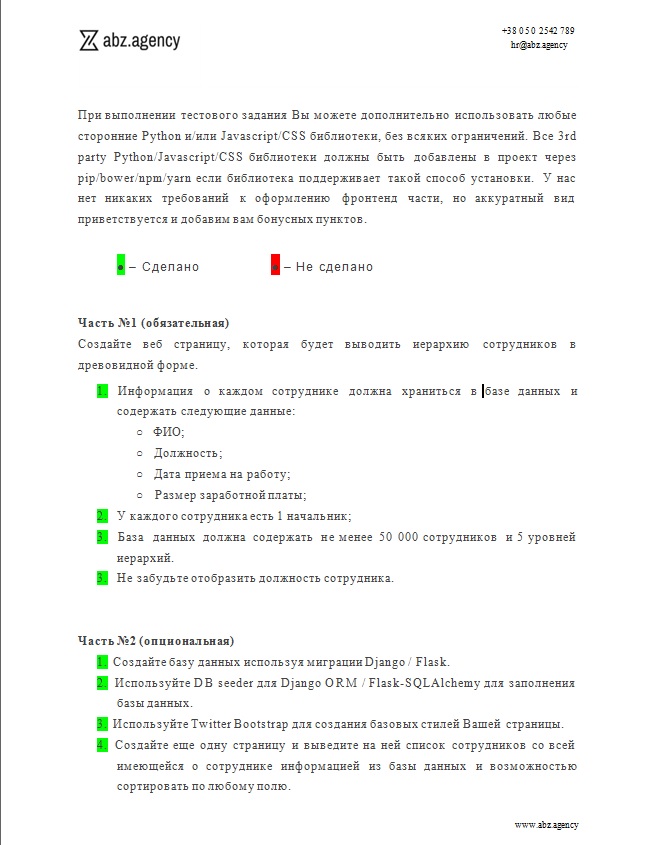 abz.agency
+38 050 2542 789
hr@abz.agency
При выполнении тестового задания Вы можете дополнительно использовать любые
сторонние Python и/или Javascript/CSS библиотеки, без всяких ограничений. Все 3rd
party Python/Javascript/CSS библиотеки должны быть добавлены в проект через
pip/bower/npm/yarn если библиотека поддерживает такой способ установки. У нас
нет никаких требований к оформлению фронтенд части, но аккуратный вид
приветствуется и добавим вам бонусных пунктов.
● – Сделано ● – Не сделано
Часть №1 (обязательная)
Создайте веб страницу, которая будет выводить иерархию сотрудников в
древовидной форме.
1. Информация о каждом сотруднике должна храниться в базе данных и
содержать следующие данные:
○ ФИО;
○ Должность;
○ Дата приема на работу;
○ Размер заработной платы;
2. У каждого сотрудника есть 1 начальник;
3. База данных должна содержать не менее 50 000 сотрудников и 5 уровней
иерархий.
3. Не забудьте отобразить должность сотрудника.
Часть №2 (опциональная)
1. Создайте базу данных используя миграции Django / Flask.
2. Используйте DB seeder для Django ORM / Flask-SQLAlchemy для заполнения
базы данных.
3. Используйте Twitter Bootstrap для создания базовых стилей Вашей страницы.
4. Создайте еще одну страницу и выведите на ней список сотрудников со всей
имеющейся о сотруднике информацией из базы данных и возможностью
сортировать по любому полю.
www.abz.agency